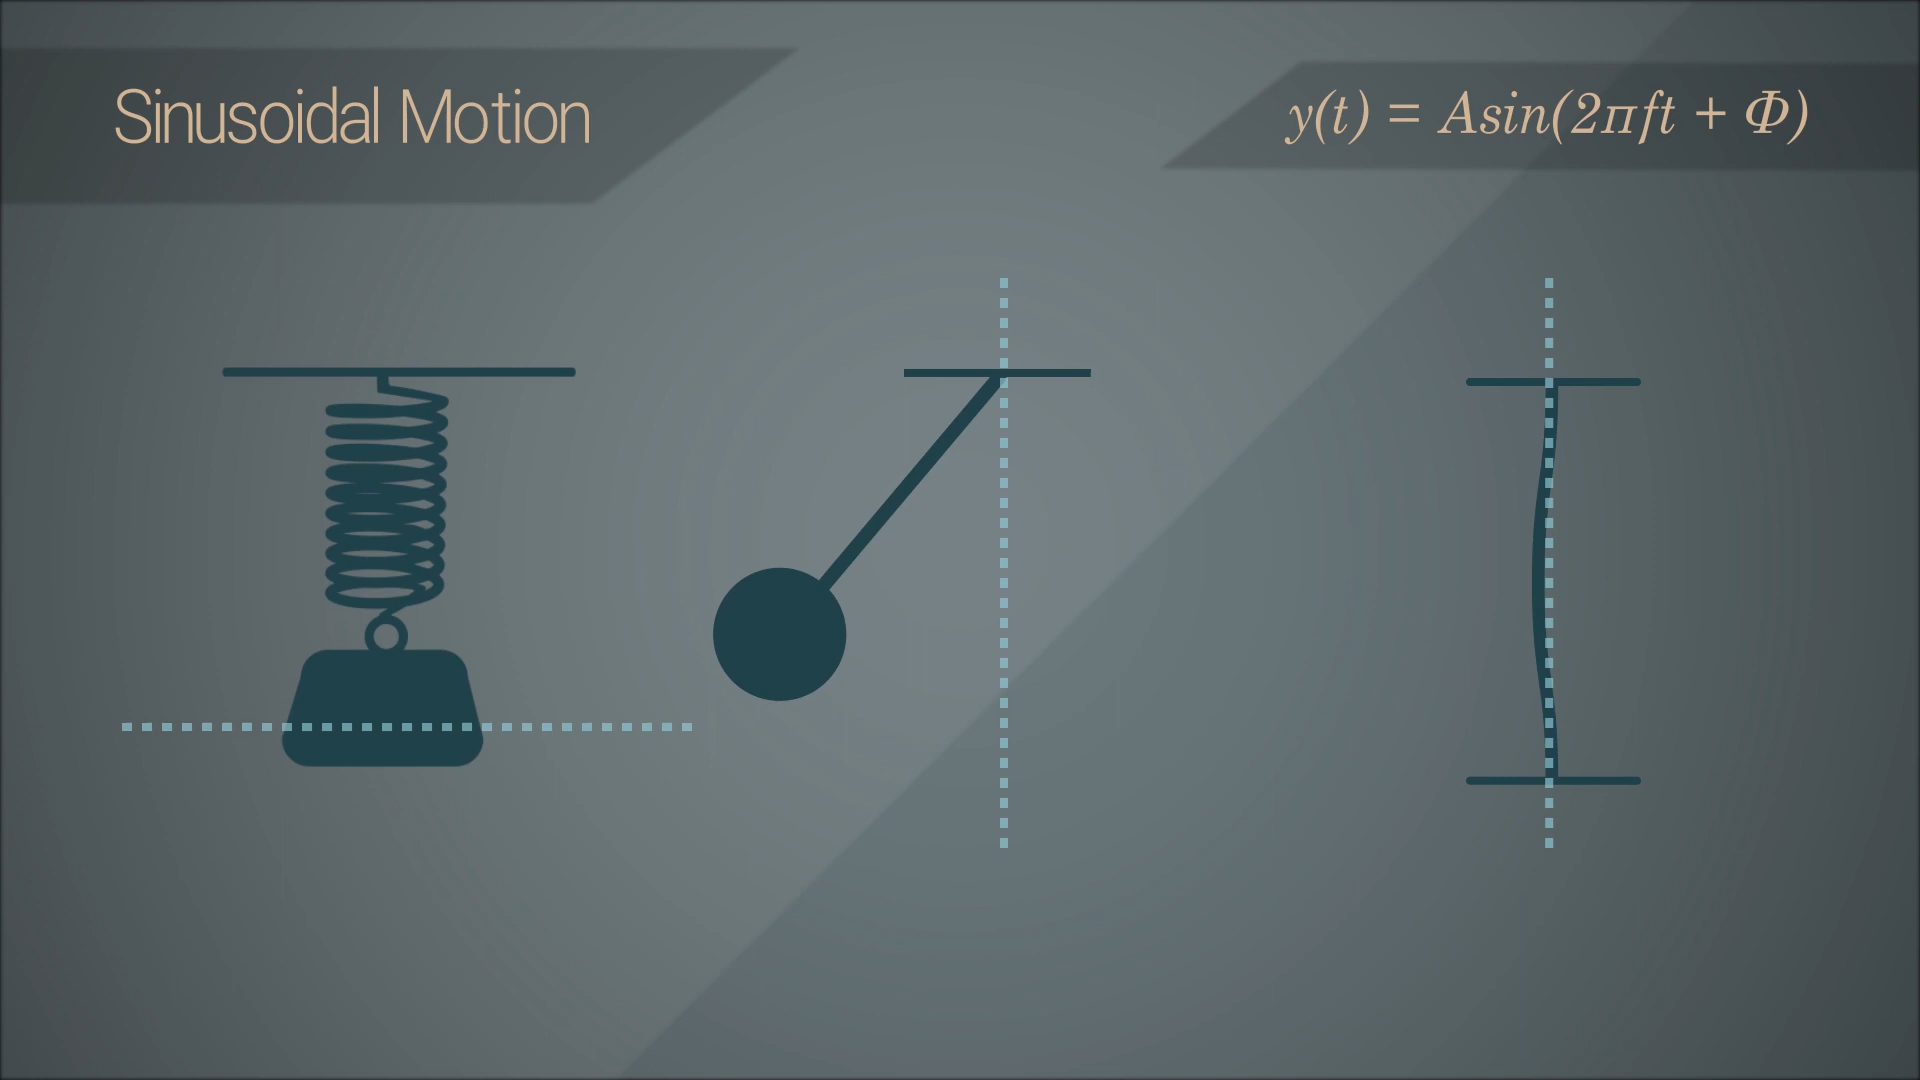 Sinusoidal Motion
y(t) = Asin(2πft + Φ)